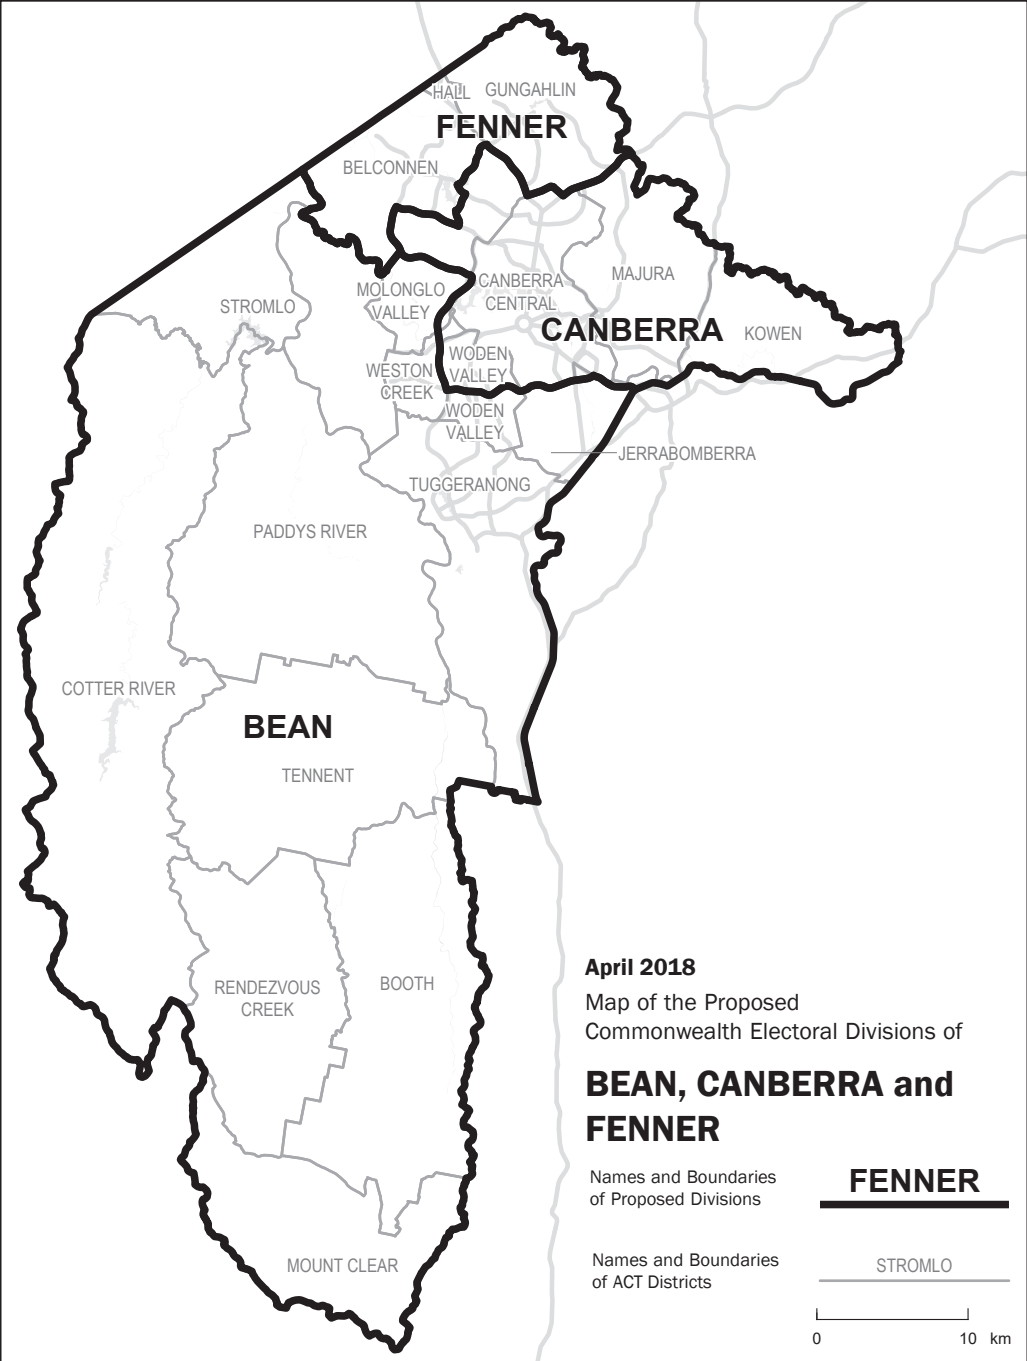 HALL
GUNGAHLIN
FENNER
BELCONNEN
STROMLO
MOLONGLO
VALLEY
CANBERRA
CENTRAL
MAJURA
CANBERRA
KOWEN
WODEN
VALLEY
WESTON
CREEK
WODEN
VALLEY
JERRABOMBERRA
TUGGERANONG
PADDYS RIVER
COTTER RIVER
BEAN
TENNENT
RENDEZVOUS
CREEK
BOOTH
MOUNT CLEAR
April 2018
Map of the Proposed
Commonwealth Electoral Divisions of
BEAN, CANBERRA and
FENNER
Names and Boundaries
of Proposed Divisions
FENNER
Names and Boundaries
of ACT Districts
STROMLO
0 10 km